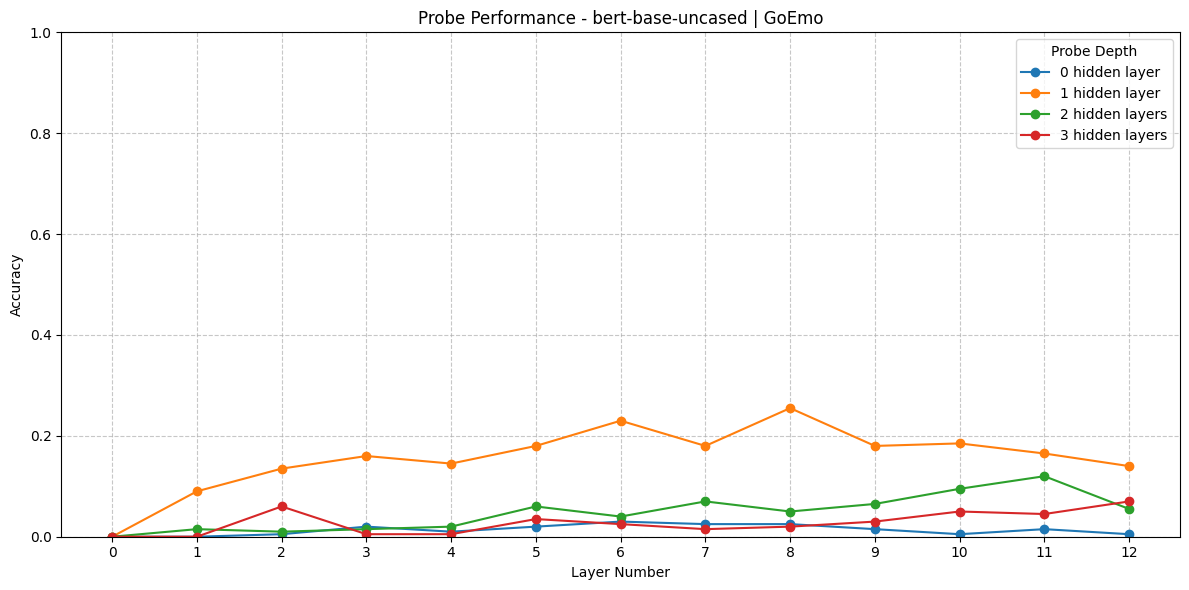 Probe Performance - bert-base-uncased | GoEmo
Probe Depth
0 hidden layer
1 hidden layer
2 hidden layers
3 hidden layers
Accuracy
1.0
0.8
0.6
0.4
0.2
0.0
0 1 2 3 4 5 6 7 8 9 10 11 12
Layer Number